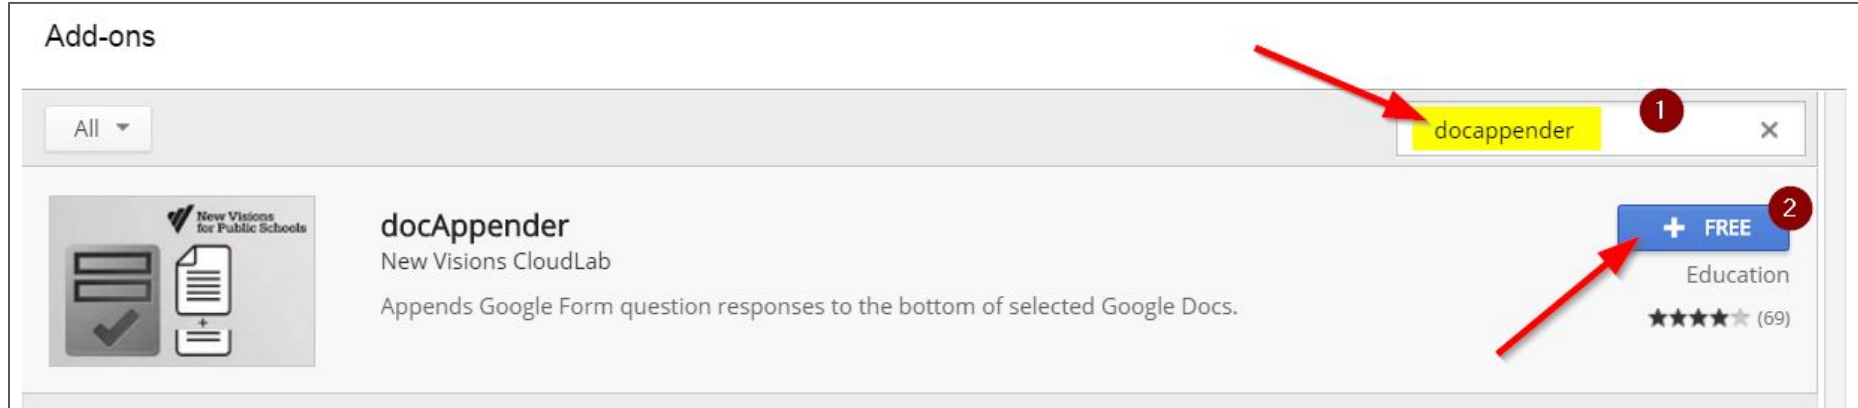 Add-ons
All
docappender
1
2
New Visions
for Public Schools
docAppender
+ FREE
New Visions CloudLab
Education
Appends Google Form question responses to the bottom of selected Google Docs.
(69)